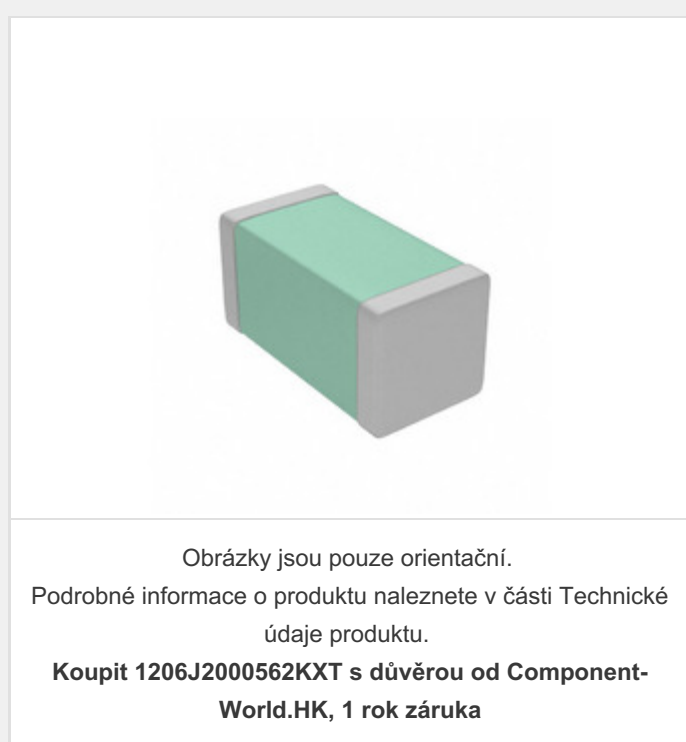 Obrázky jsou pouze orientační.
Podrobné informace o produktu naleznete v části Technické
údaje produktu.
Koupit 1206J2000562KXT s důvěrou od Component-
World.HK, 1 rok záruka